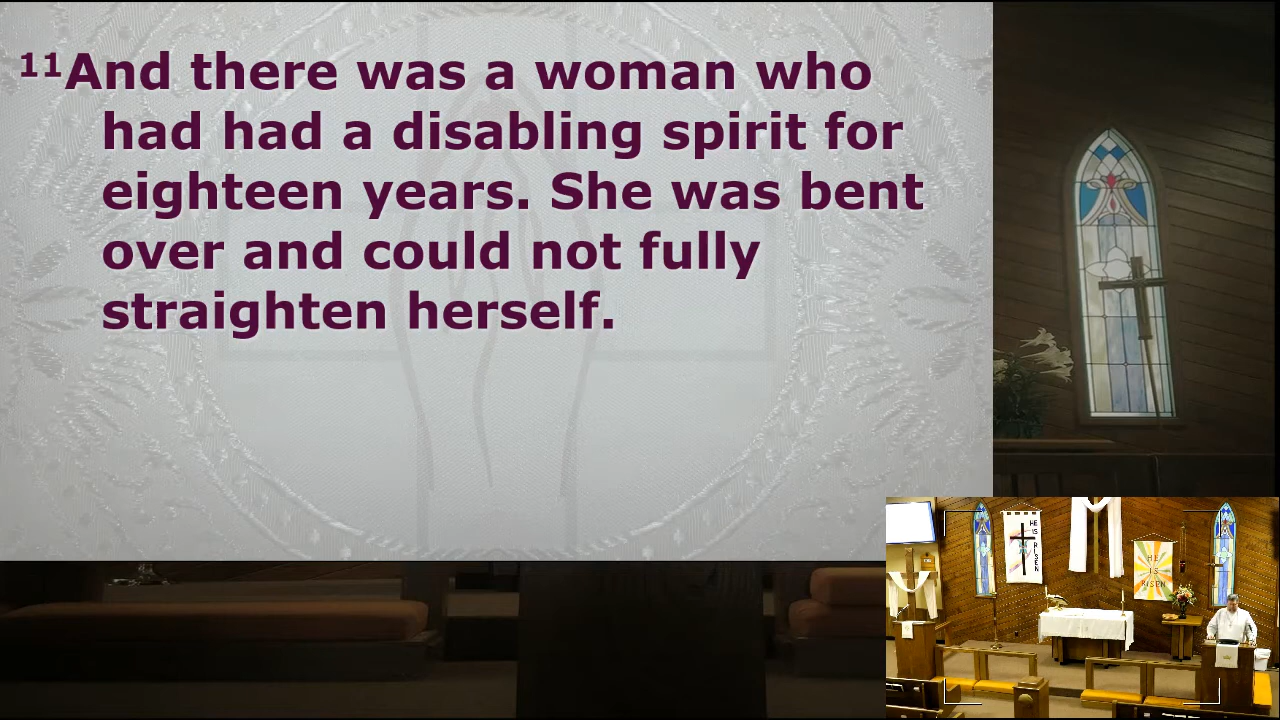 ¹¹And there was a woman who
had had a disabling spirit for
eighteen years. She was bent
over and could not fully
straighten herself.
HE
IS
RISEN
HE
IS
RISEN